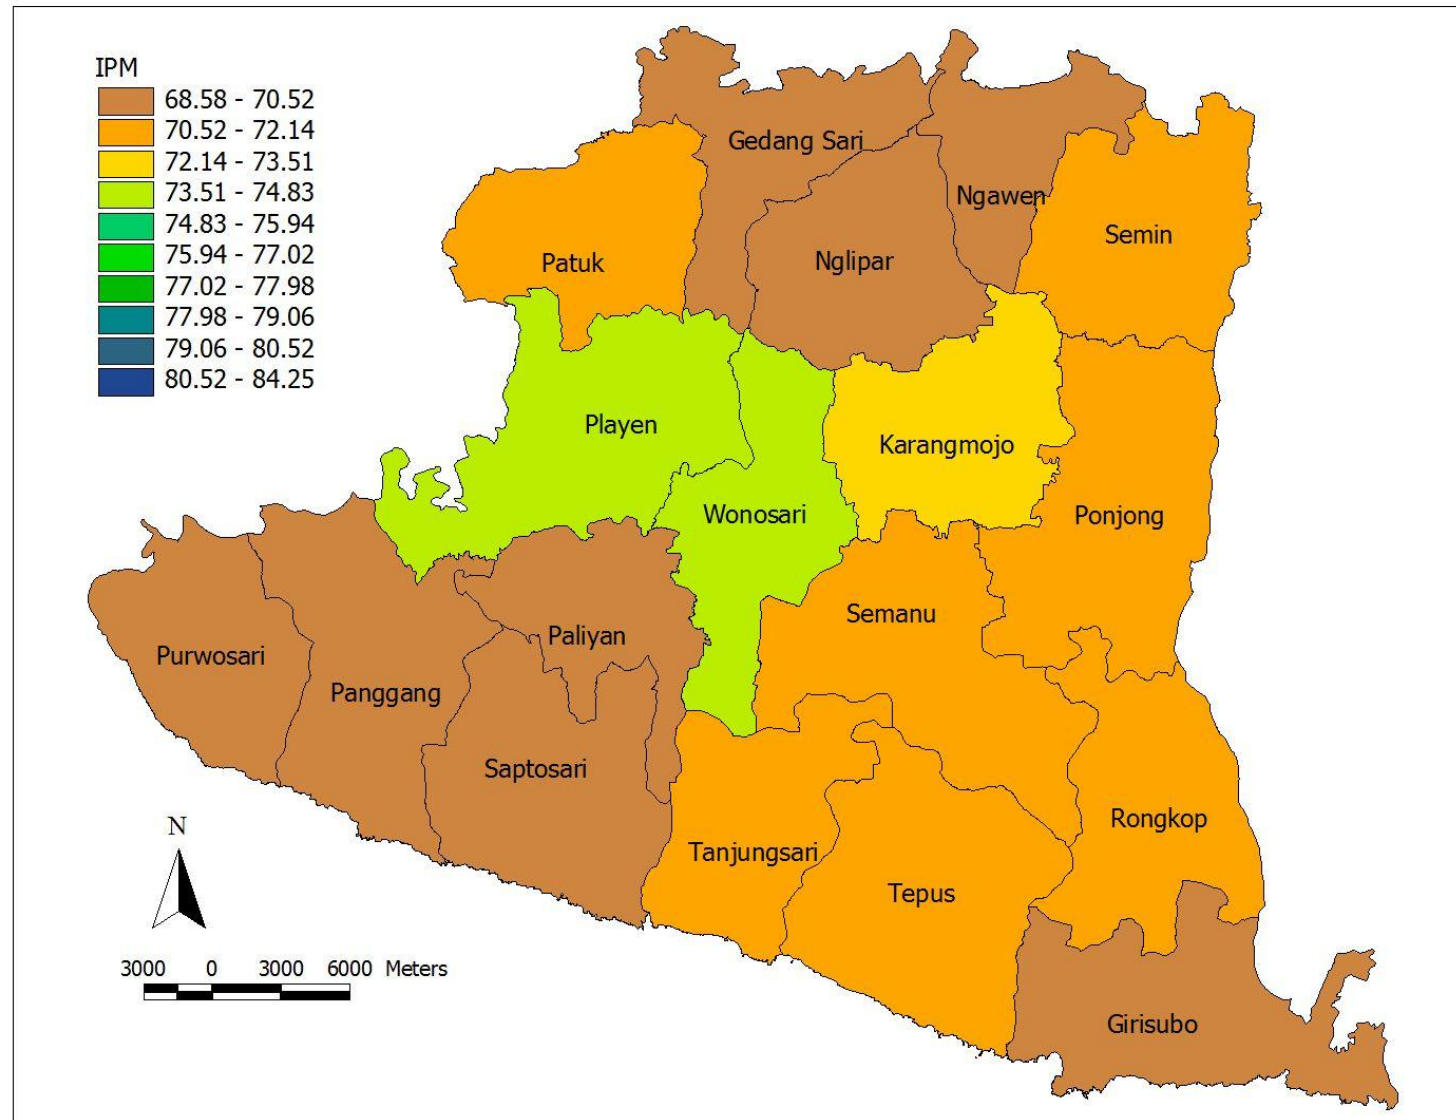 IPM
68.58 - 70.52
70.52 - 72.14
72.14 - 73.51
73.51 - 74.83
74.83 - 75.94
75.94 - 77.02
77.02 - 77.98
77.98 - 79.06
79.06 - 80.52
80.52 - 84.25
Gedang Sari
Ngawen
Semin
Patuk
Nglipar
Playen
Karangmojo
Wonosari
Ponjong
Semanu
Paliyan
Purwosari
Panggang
Saptosari
Rongkop
Tanjungsari
Tepus
Girisubo
N
3000 0 3000 6000 Meters